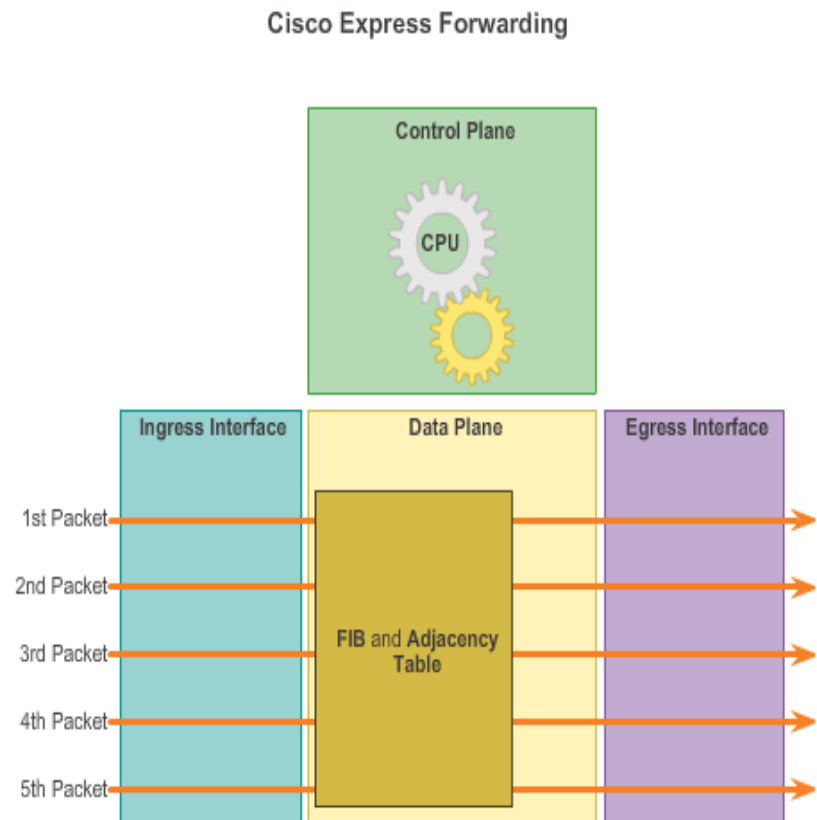 Cisco Express Forwarding
Control Plane
CPU
Ingress Interface
Data Plane
Egress Interface
1st Packet
2nd Packet
3rd Packet
4th Packet
5th Packet
FIB and Adjacency
Table